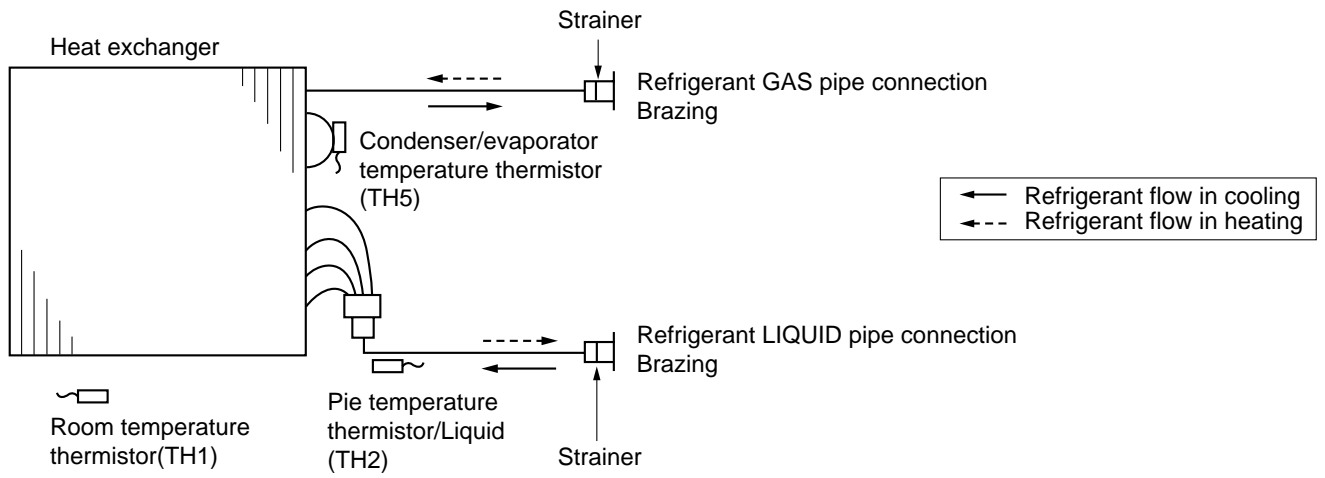 Strainer
Heat exchanger
Refrigerant GAS pipe connection
Brazing
Condenser/evaporator
temperature thermistor
(TH5)
Refrigerant flow in cooling
Refrigerant flow in heating
Refrigerant LIQUID pipe connection
Brazing
Pie temperature
thermistor/Liquid
(TH2)
Room temperature
thermistor(TH1)
Strainer